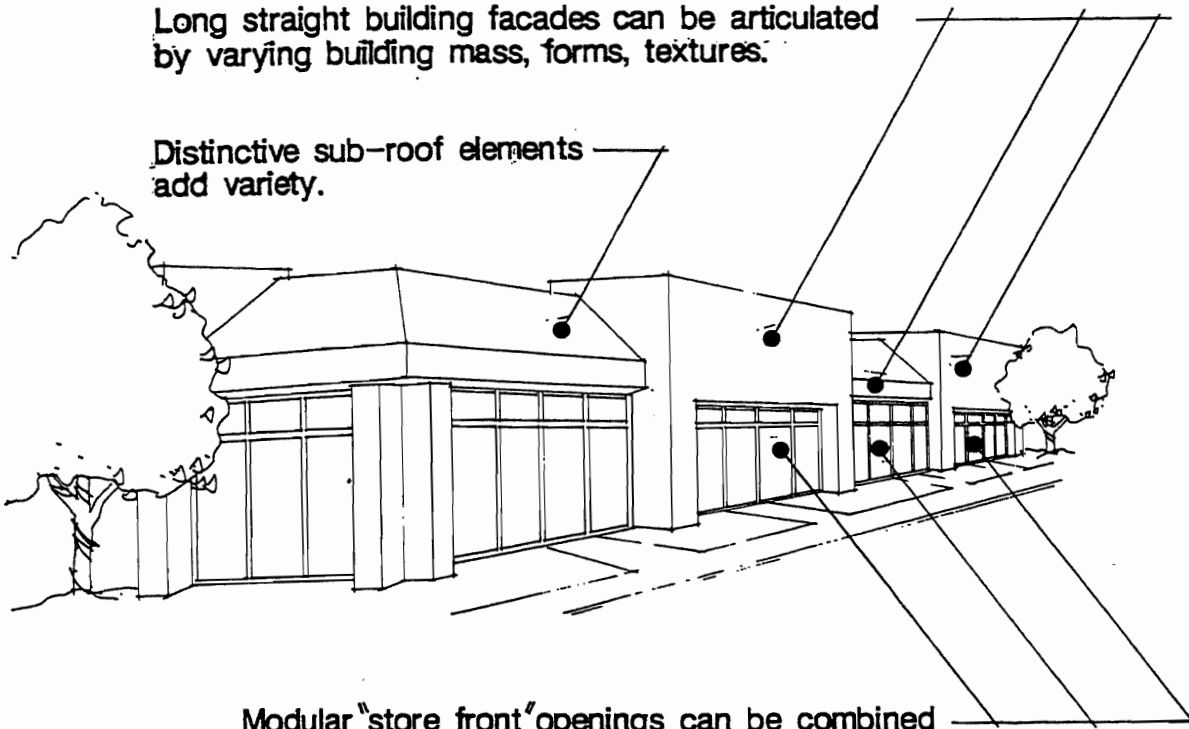 Long straight building facades can be articulated
by varying building mass, forms, textures.
Distinctive sub-roof elements
add variety.
Modular "store front" openings can be combined